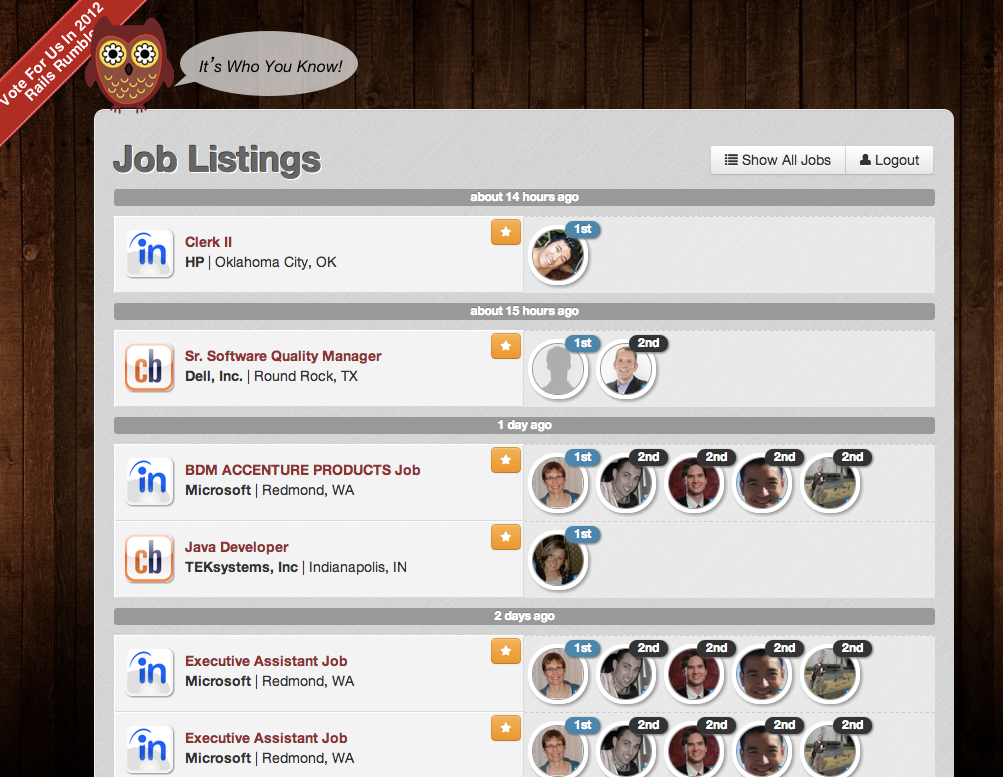 Vote For Us In 2012
Rails Rumble
It's Who You Know!
Job Listings
Show All Jobs
Logout
about 14 hours ago
in
Clerk II
HP | Oklahoma City, OK
1st
about 15 hours ago
cb
Sr. Software Quality Manager
Dell, Inc. | Round Rock, TX
1st 2nd
1 day ago
in
BDM ACCENTURE PRODUCTS Job
Microsoft | Redmond, WA
1st 2nd 2nd 2nd 2nd
cb
Java Developer
TEKsystems, Inc | Indianapolis, IN
1st
2 days ago
in
Executive Assistant Job
Microsoft | Redmond, WA
1st 2nd 2nd 2nd 2nd
in
Executive Assistant Job
Microsoft | Redmond, WA
1st 2nd 2nd 2nd 2nd